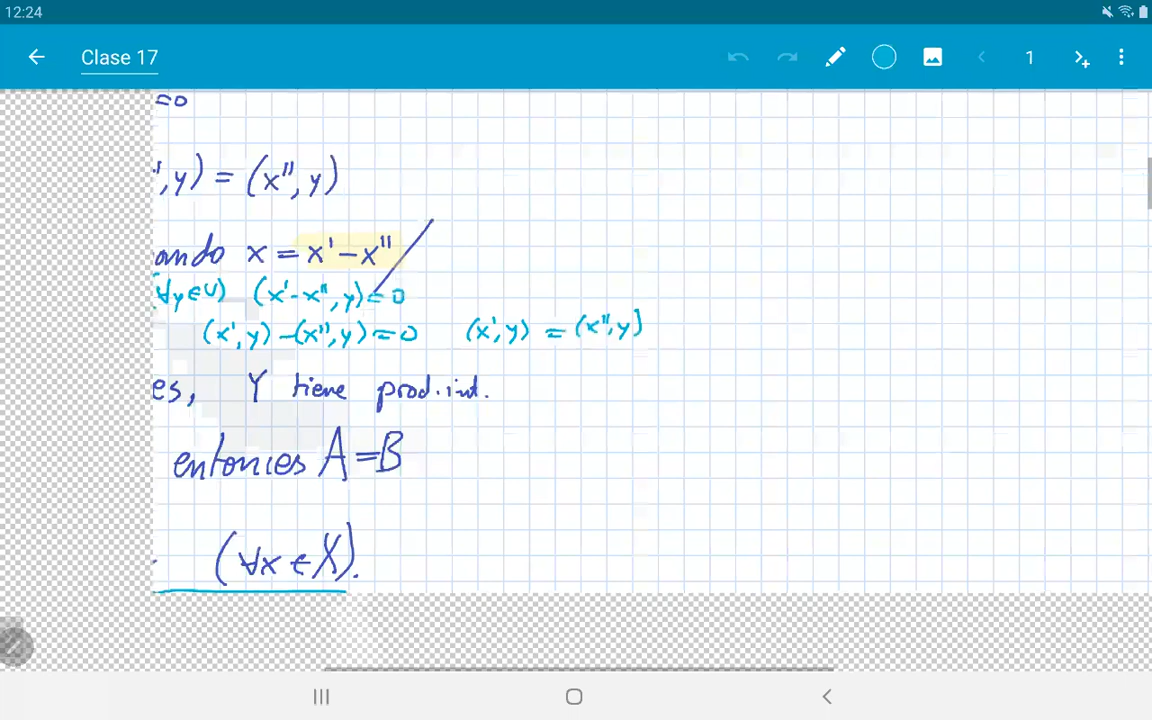 12:24
Clase 17
1
=0
', y) = (x'', y)
ando x = x' - x''
(∀y∈V) (x'-x'', y) = 0
(x', y) - (x'', y) = 0 (x', y) = (x'', y)
es, Y tiene prod. int.
entonces A = B
(∀x ∈ X).